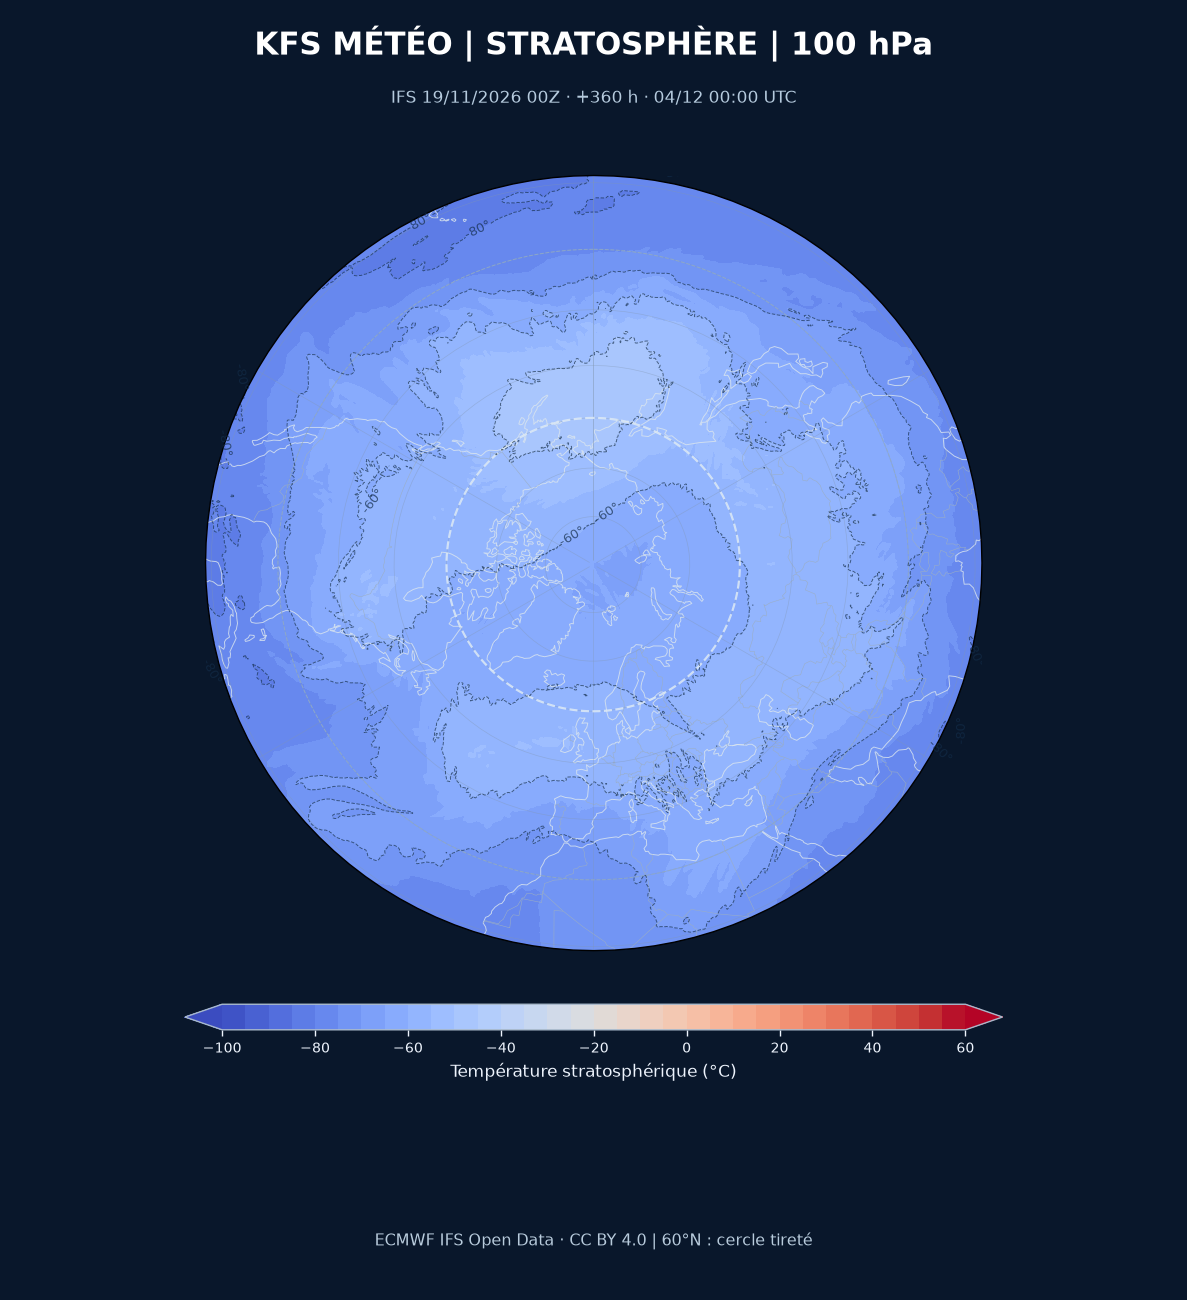 KFS MÉTÉO | STRATOSPHÈRE | 100 hPa
IFS 19/11/2026 00Z · +360 h · 04/12 00:00 UTC
-80°
-60°
-60°
-60°
−100 −80 −60 −40 −20 0 20 40 60
Température stratosphérique (°C)
ECMWF IFS Open Data · CC BY 4.0 | 60°N : cercle tireté